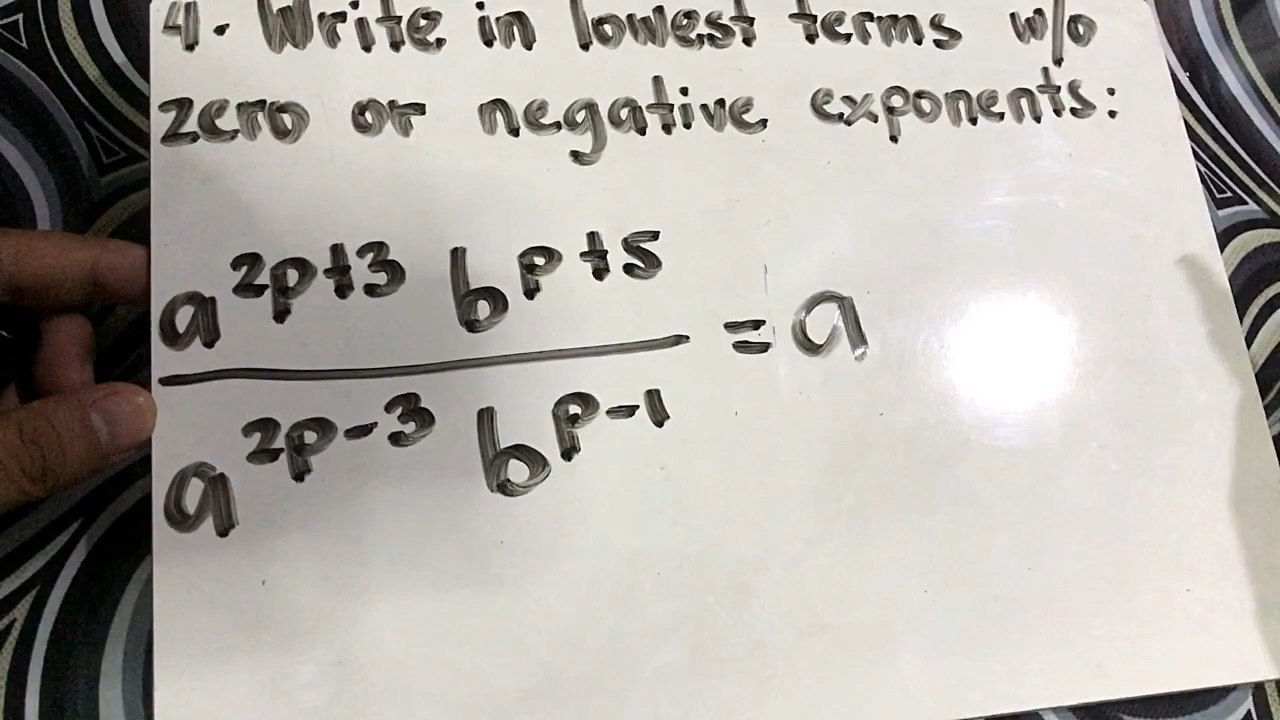 4. Write in lowest terms w/o
zero or negative exponents:
a^{2p+3} b^{p+5}
a^{2p-3} b^{p-1}
= a